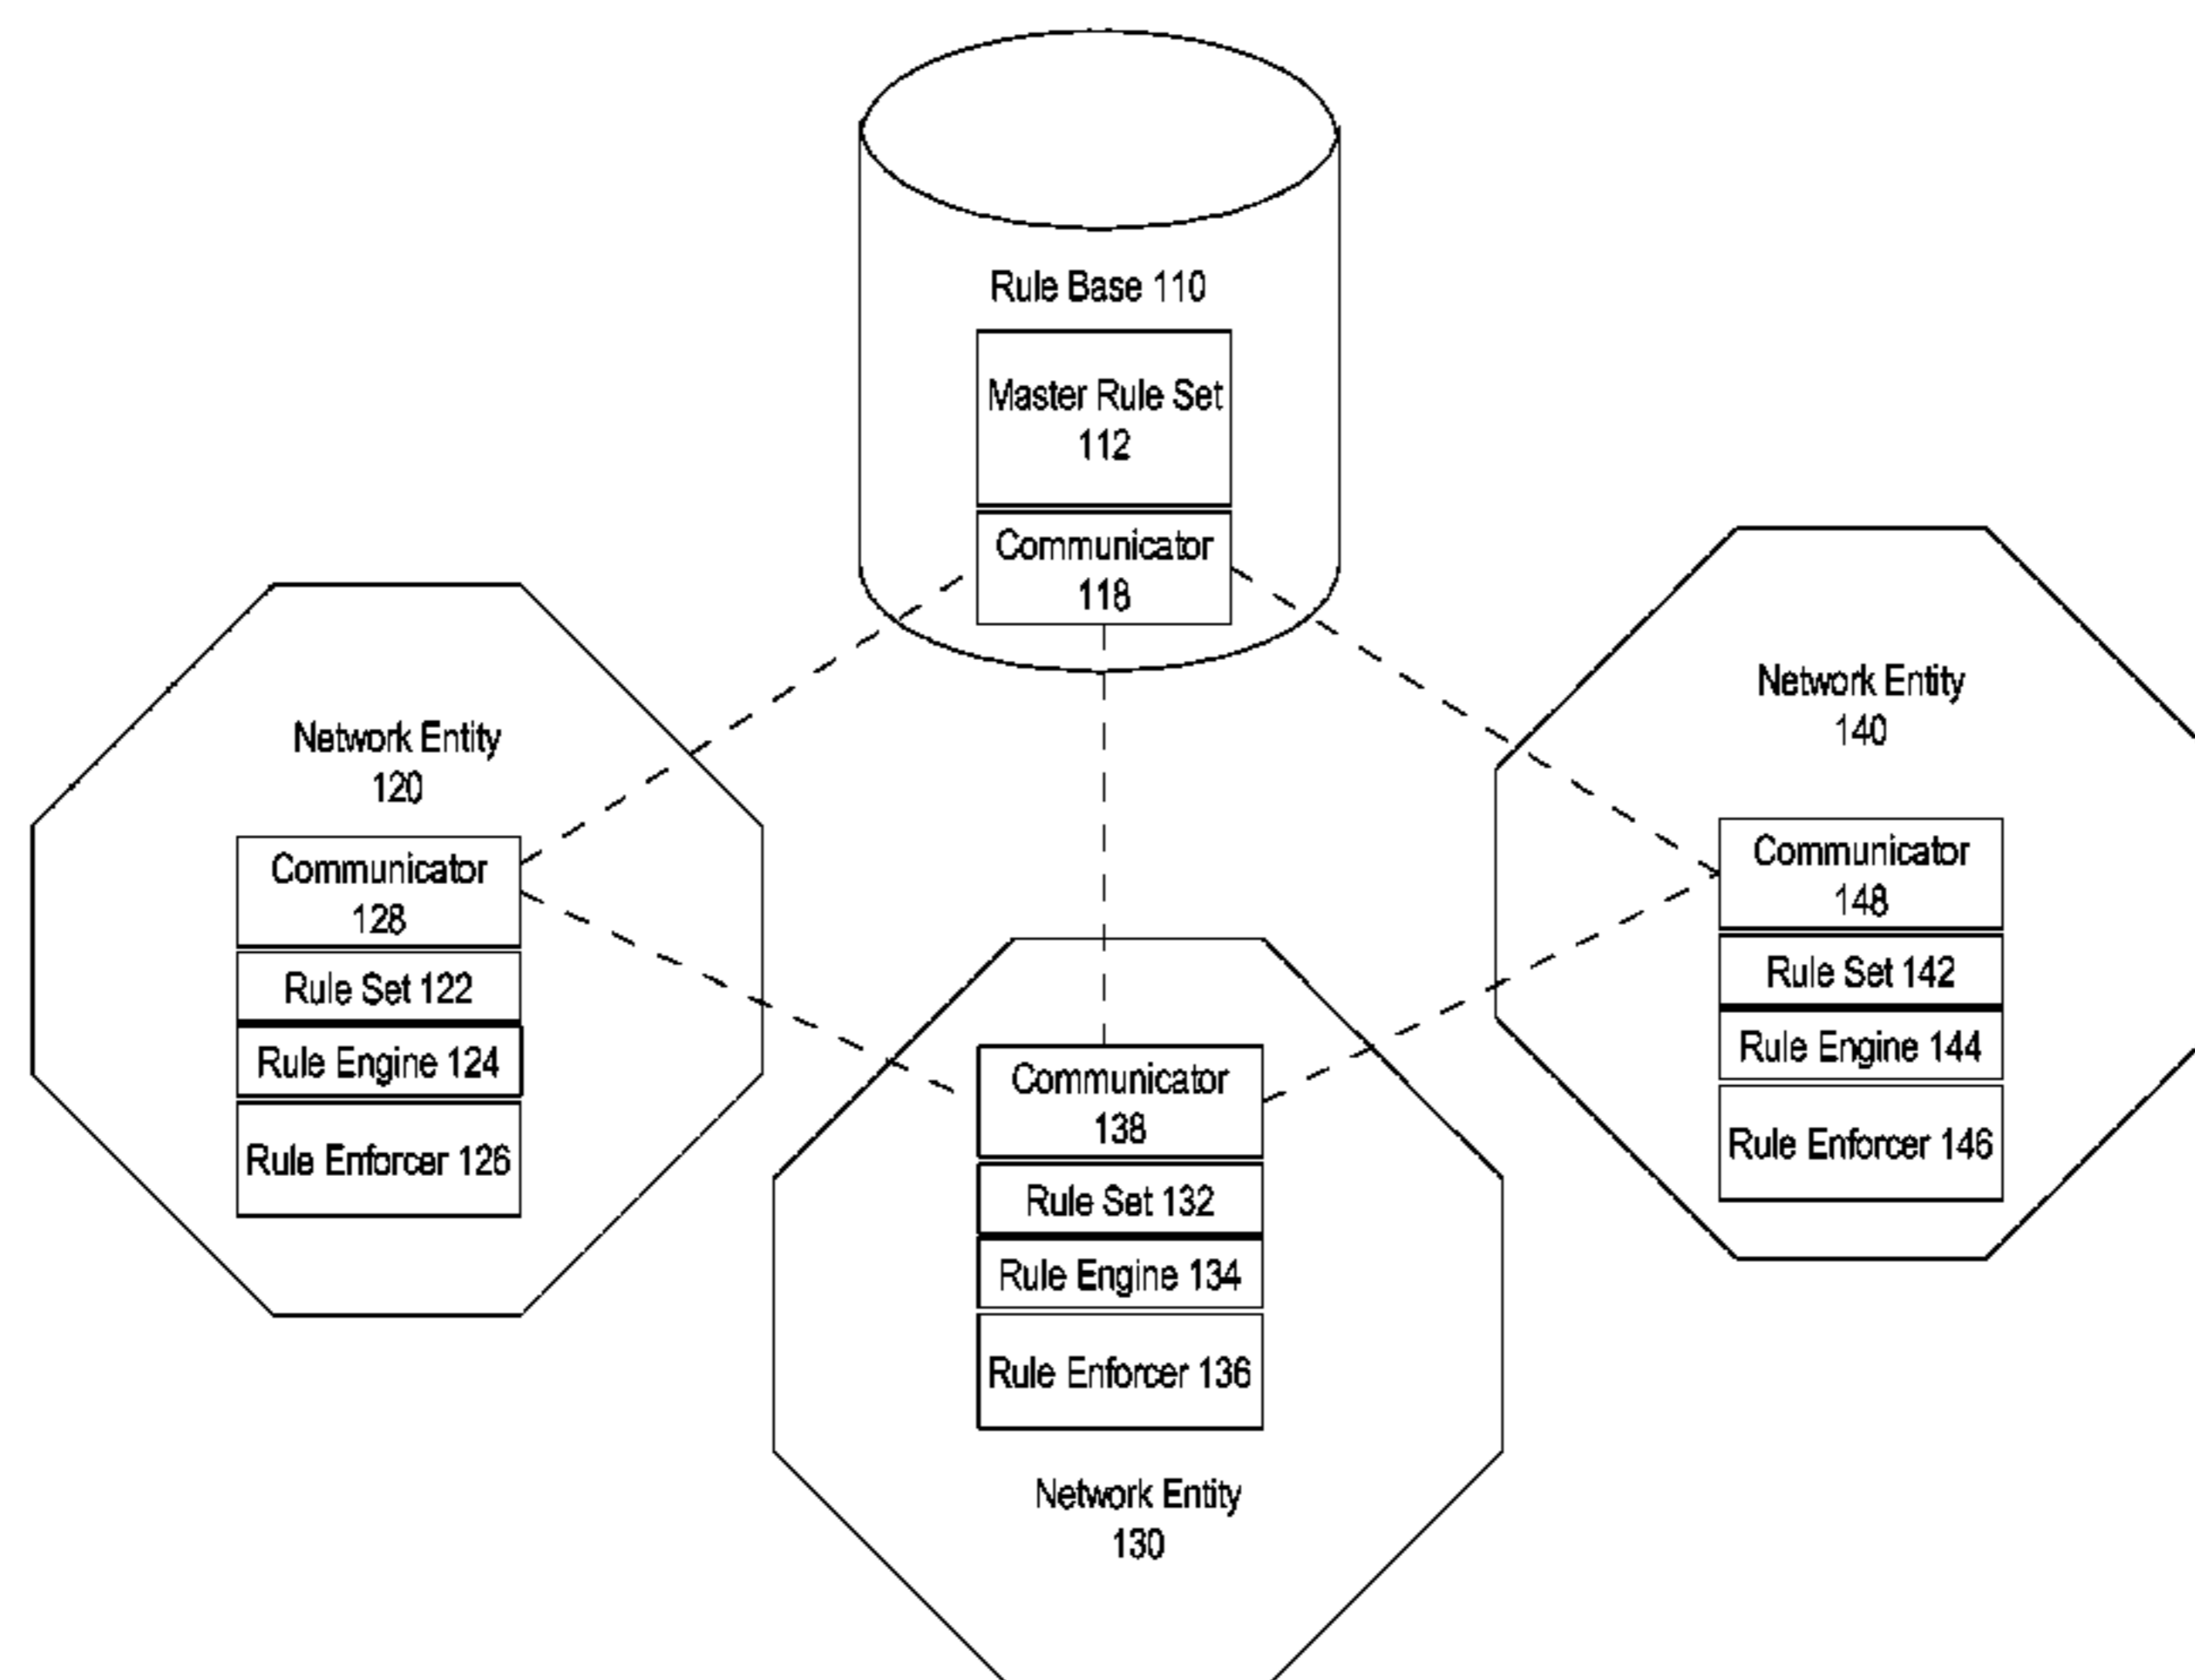 Rule Base 110
Master Rule Set
112
Communicator
118
Network Entity
120
Communicator
128
Rule Set 122
Rule Engine 124
Rule Enforcer 126
Network Entity
140
Communicator
148
Rule Set 142
Rule Engine 144
Rule Enforcer 146
Communicator
138
Rule Set 132
Rule Engine 134
Rule Enforcer 136
Network Entity
130